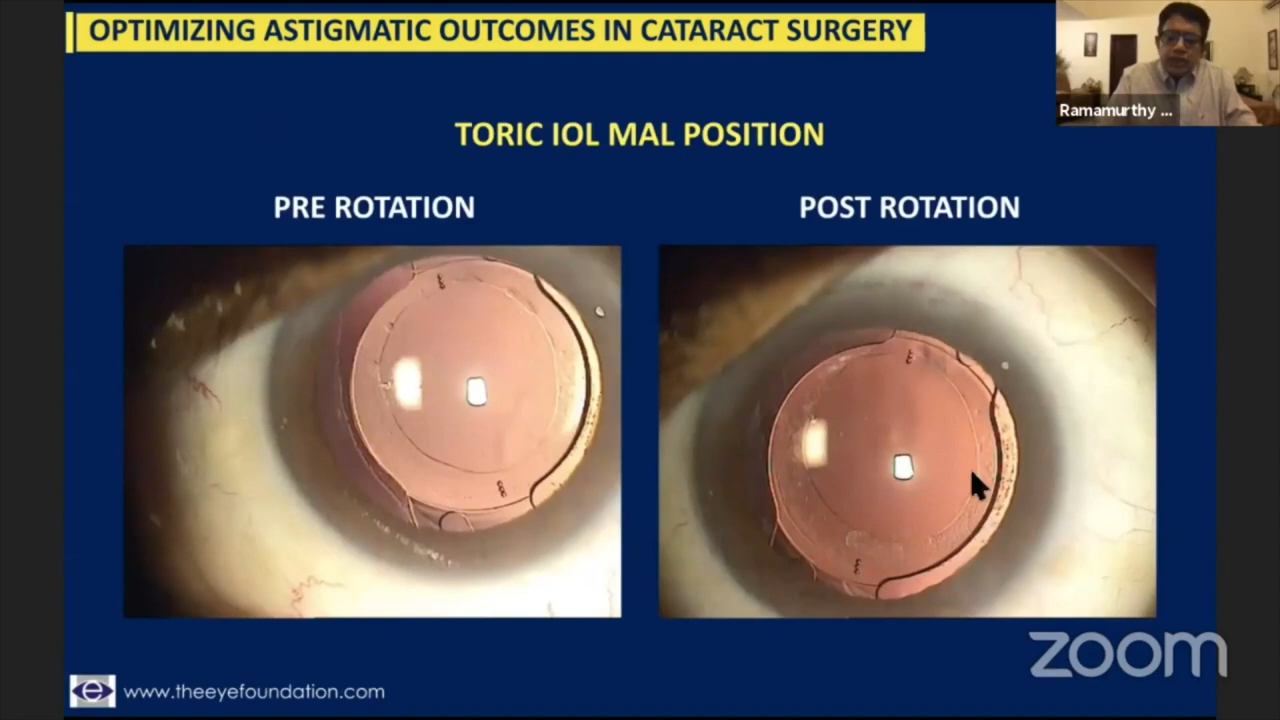 OPTIMIZING ASTIGMATIC OUTCOMES IN CATARACT SURGERY
Ramamurthy ...
TORIC IOL MAL POSITION
PRE ROTATION
POST ROTATION
zoom
e www.theeyefoundation.com